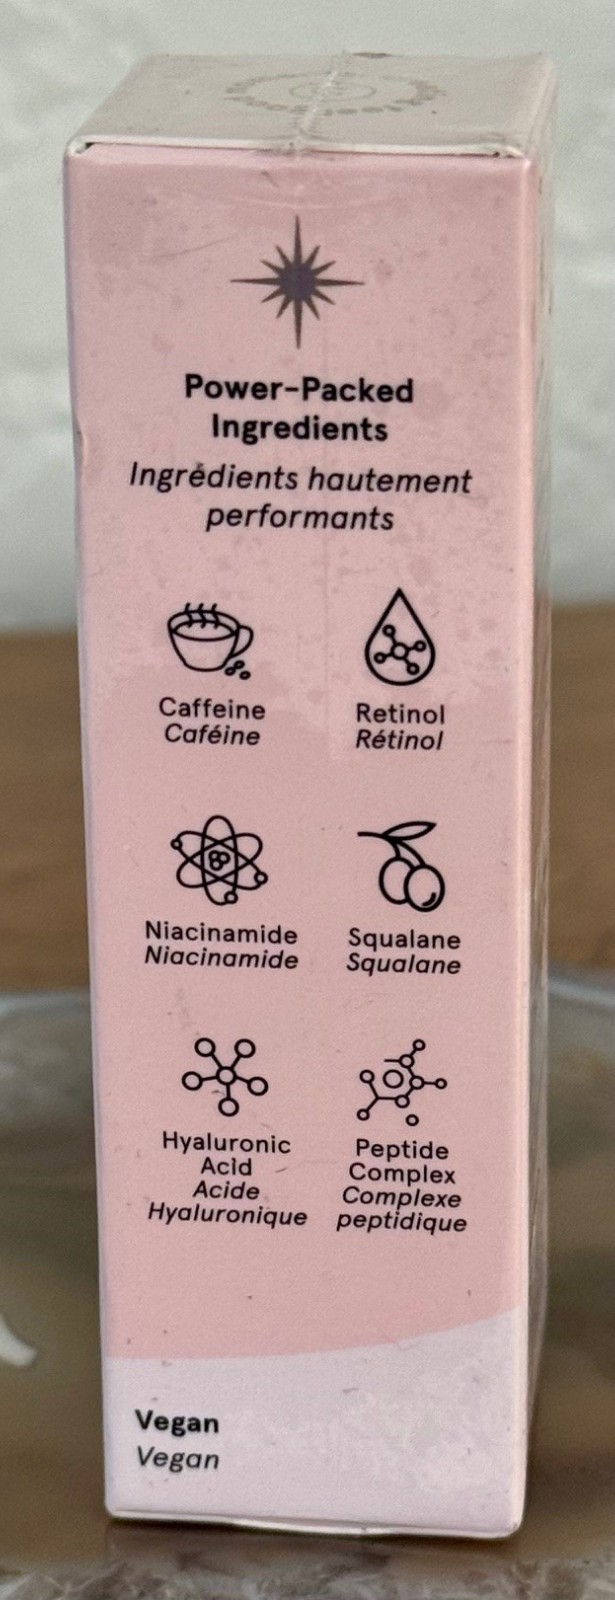 Power-Packed
Ingredients
Ingrédients hautement
performants
Caffeine
Caféine
Retinol
Rétinol
Niacinamide
Niacinamide
Squalane
Squalane
Hyaluronic
Acid
Acide
Hyaluronique
Peptide
Complex
Complexe
peptidique
Vegan
Vegan